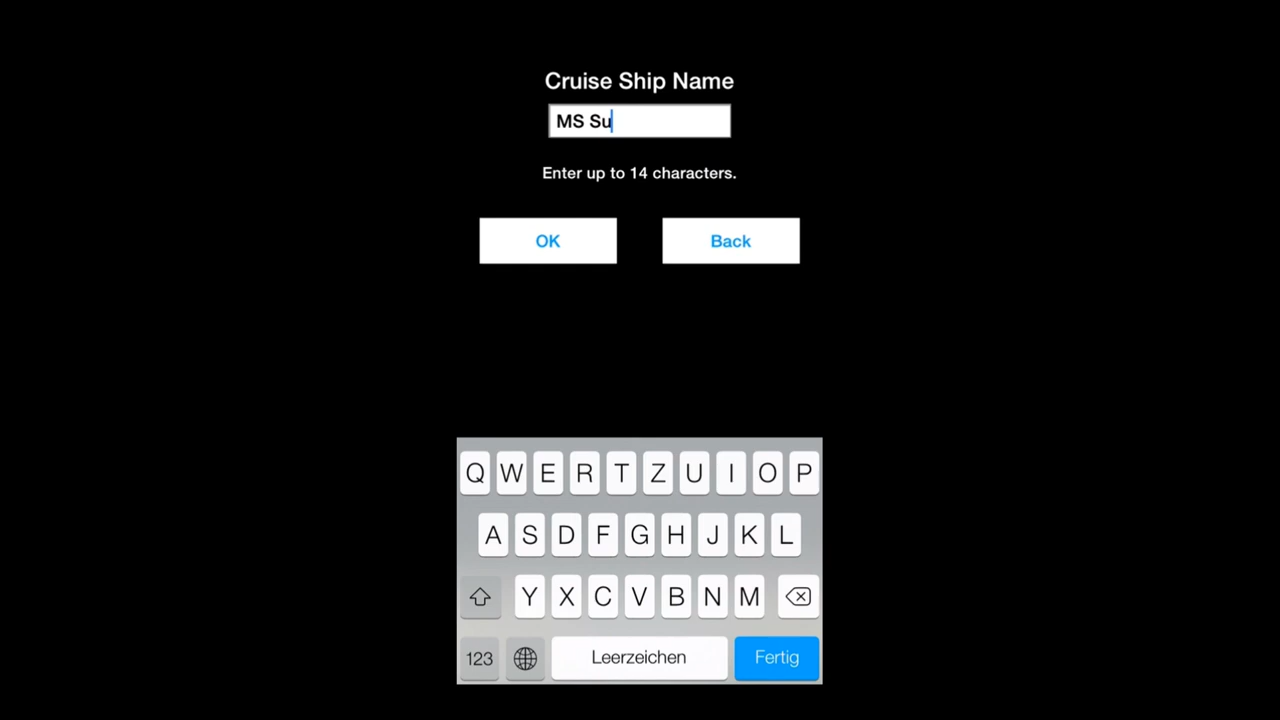 Cruise Ship Name
MS Su
Enter up to 14 characters.
OK Back
Q W E R T Z U I O P
A S D F G H J K L
Y X C V B N M
123 Leerzeichen Fertig